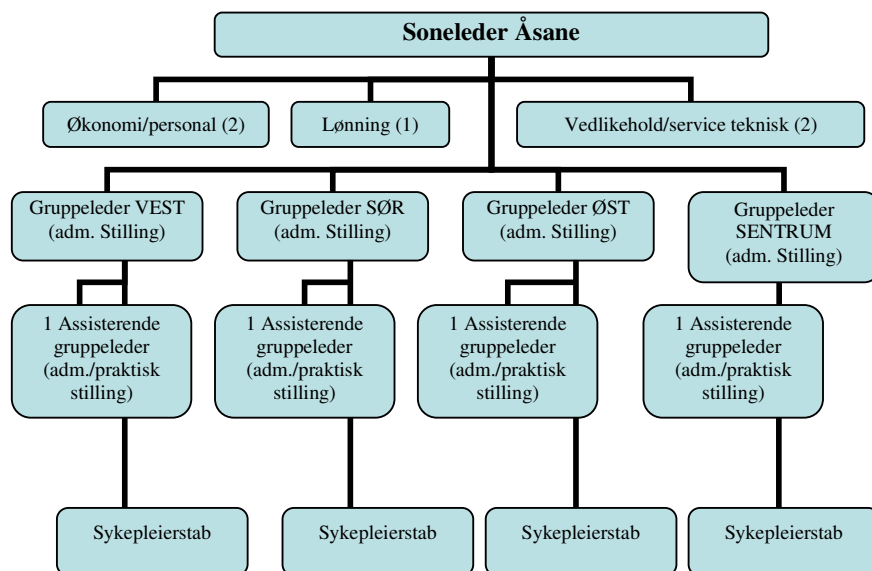 Soneleder Åsane
Økonomi/personal (2)
Lønning (1)
Vedlikehold/service teknisk (2)
Gruppeleder VEST
(adm. Stilling)
Gruppeleder SØR
(adm. Stilling)
Gruppeleder ØST
(adm. Stilling)
Gruppeleder
SENTRUM
(adm. Stilling)
1 Assisterende
gruppeleder
(adm./praktisk
stilling)
1 Assisterende
gruppeleder
(adm./praktisk
stilling)
1 Assisterende
gruppeleder
(adm./praktisk
stilling)
1 Assisterende
gruppeleder
(adm./praktisk
stilling)
Sykepleierstab
Sykepleierstab
Sykepleierstab
Sykepleierstab